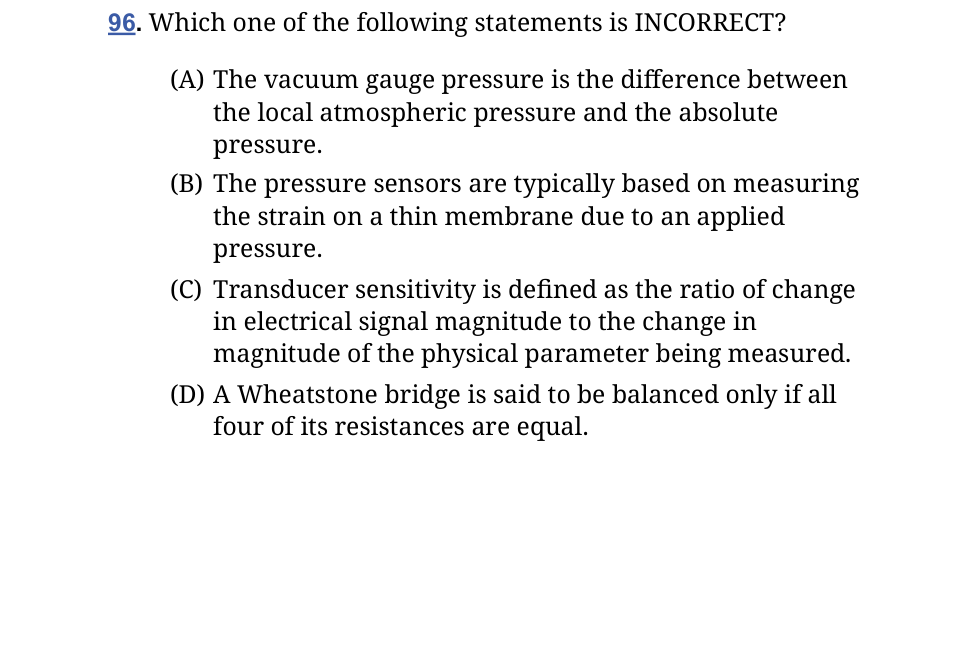 96. Which one of the following statements is INCORRECT?
(A) The vacuum gauge pressure is the difference between
the local atmospheric pressure and the absolute
pressure.
(B) The pressure sensors are typically based on measuring
the strain on a thin membrane due to an applied
pressure.
(C) Transducer sensitivity is defined as the ratio of change
in electrical signal magnitude to the change in
magnitude of the physical parameter being measured.
(D) A Wheatstone bridge is said to be balanced only if all
four of its resistances are equal.